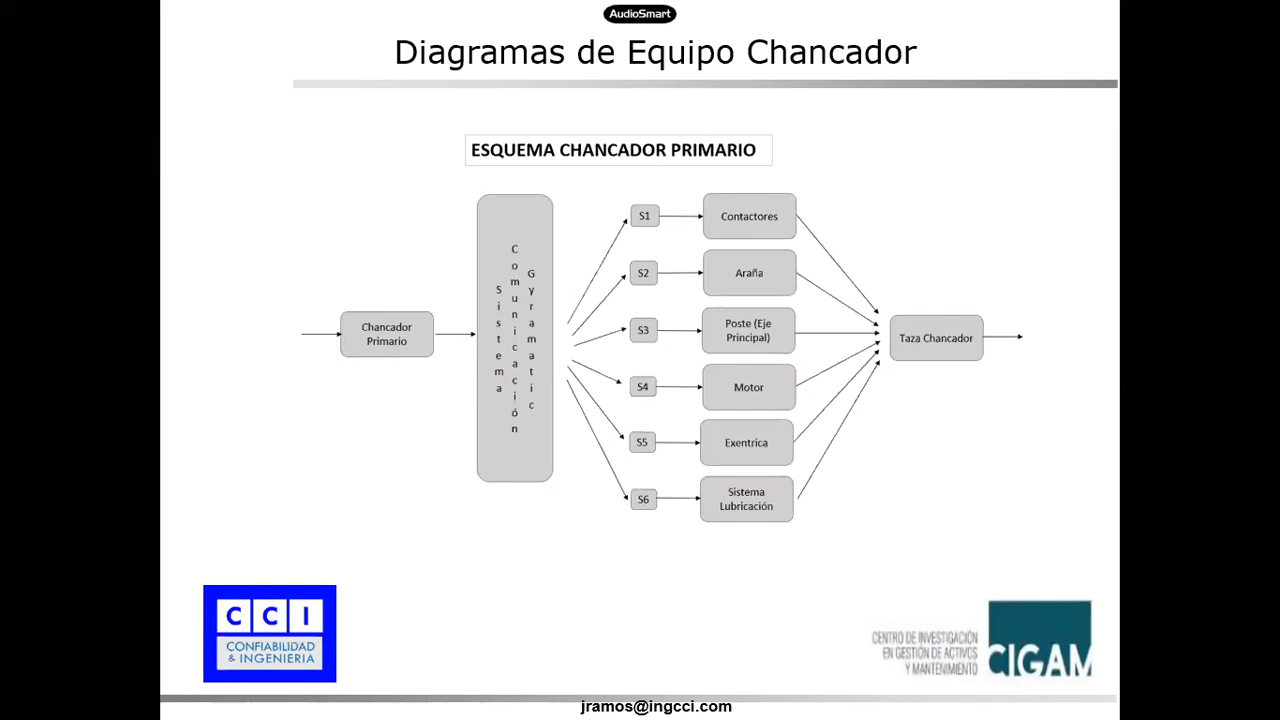 AudioSmart
Diagramas de Equipo Chancador
ESQUEMA CHANCADOR PRIMARIO
Chancador
Primario
Sistema
Comunicación
Gyramatic
S1
Contactores
S2
Araña
S3
Poste (Eje
Principal)
S4
Motor
S5
Exentrica
S6
Sistema
Lubricación
Taza Chancador
CCI
CONFIABILIDAD
& INGENIERIA
CENTRO DE INVESTIGACIÓN
EN GESTIÓN DE ACTIVOS
Y MANTENIMIENTO
CIGAM
jramos@ingcci.com